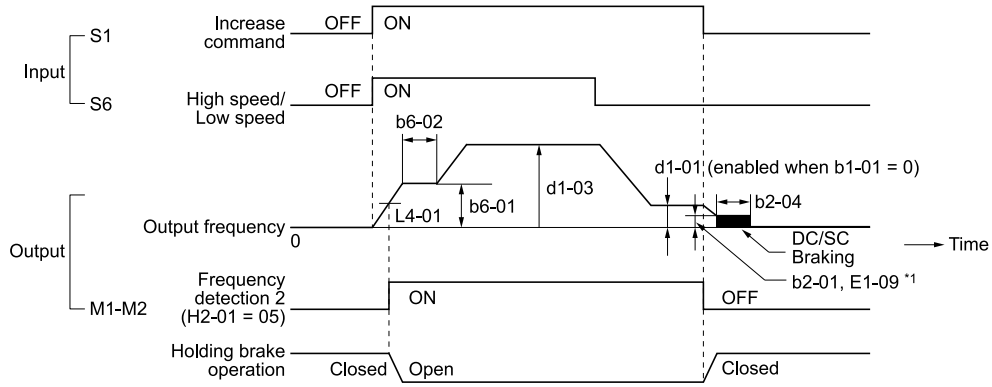 Input
S1
Increase
command
OFF
ON
S6
High speed/
Low speed
OFF
ON
b6-02
d1-01 (enabled when b1-01 = 0)
d1-03
b6-01
L4-01
b2-04
Output
Output frequency
0
DC/SC
Braking
Time
b2-01, E1-09 *1
M1-M2
Frequency
detection 2
(H2-01 = 05)
ON
OFF
Holding brake
operation
Closed
Open
Closed